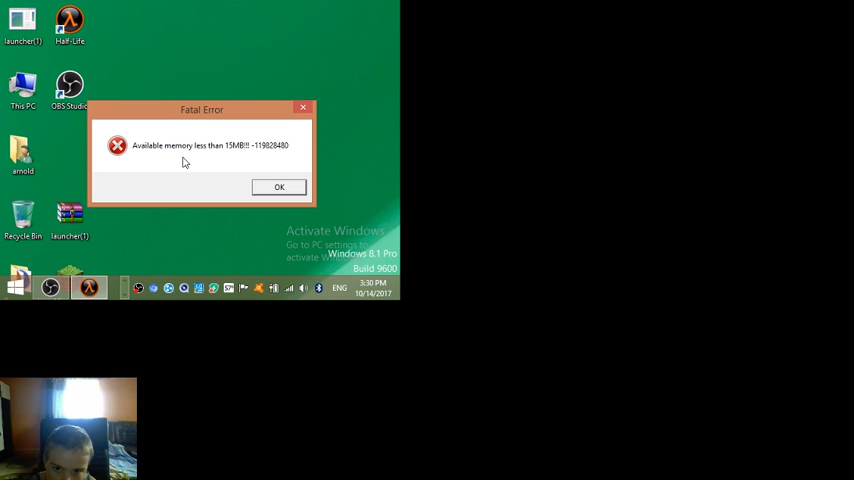 launcher(1)
Half-Life
This PC
OBS Studio
Fatal Error
Available memory less than 15MB!!! -119828480
OK
arnold
Recycle Bin
launcher(1)
Activate Windows
Go to PC settings to
activate Windows
Windows 8.1 Pro
Build 9600
ENG
3:30 PM
10/14/2017